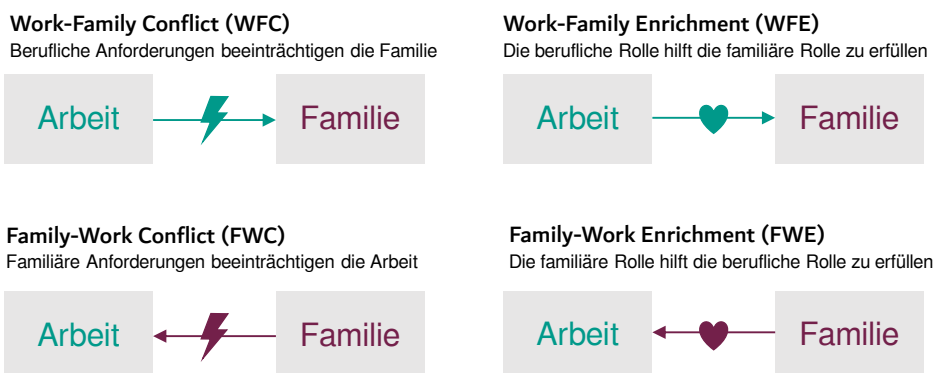 Work-Family Conflict (WFC)
Berufliche Anforderungen beeinträchtigen die Familie
Arbeit
Familie
Work-Family Enrichment (WFE)
Die berufliche Rolle hilft die familiäre Rolle zu erfüllen
Arbeit
Familie
Family-Work Conflict (FWC)
Familiäre Anforderungen beeinträchtigen die Arbeit
Arbeit
Familie
Family-Work Enrichment (FWE)
Die familiäre Rolle hilft die berufliche Rolle zu erfüllen
Arbeit
Familie